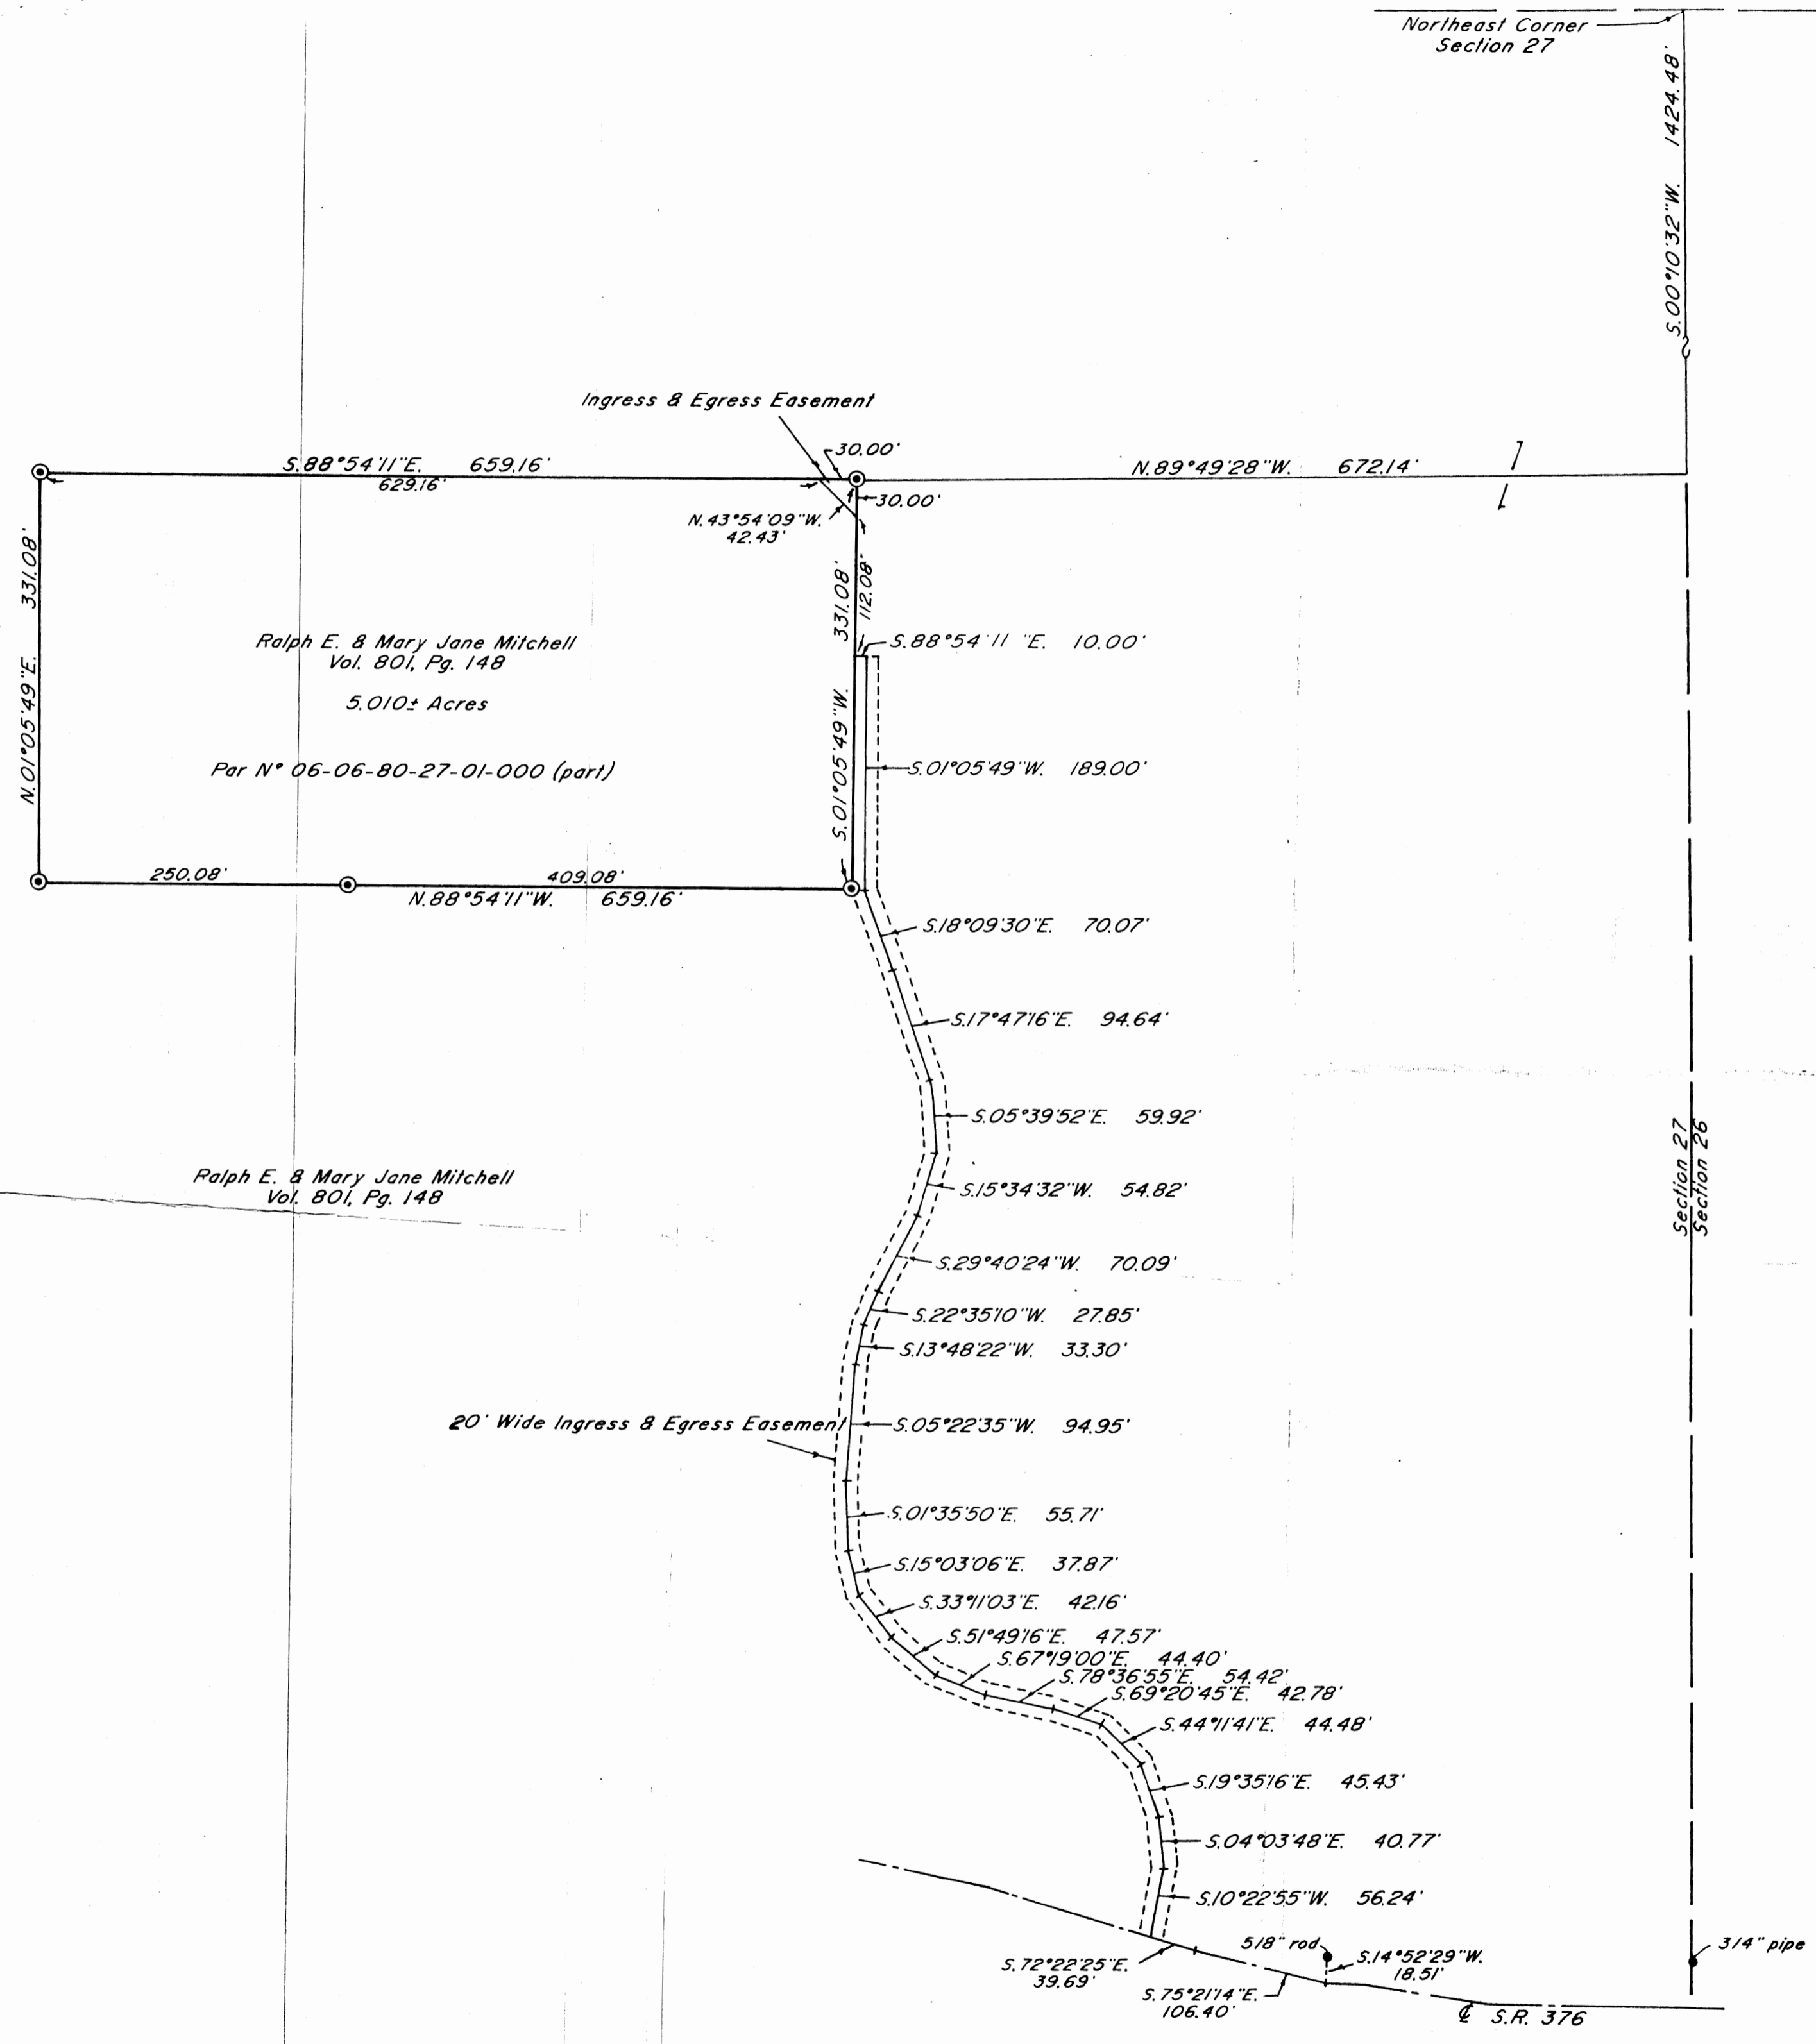 Northeast Corner
Section 27
S.00°10'32"W. 1424.48'
Ingress & Egress Easement
30.00'
S.88°54'11"E. 659.16'
629.16'
N.89°49'28"W. 672.14'
30.00'
N.43°54'09"W.
42.43'
N.01°05'49"E. 331.08'
S.01°05'49"W. 331.08'
112.08'
Ralph E. & Mary Jane Mitchell
Vol. 801, Pg. 148
5.010± Acres
Par N° 06-06-80-27-01-000 (part)
S.88°54'11"E. 10.00'
S.01°05'49"W. 189.00'
250.08'
409.08'
N.88°54'11"W. 659.16'
S.18°09'30"E. 70.07'
S.17°47'16"E. 94.64'
S.05°39'52"E. 59.92'
Section 27
Section 26
Ralph E. & Mary Jane Mitchell
Vol. 801, Pg. 148
S.15°34'32"W. 54.82'
S.29°40'24"W. 70.09'
S.22°35'10"W. 27.85'
S.13°48'22"W. 33.30'
20' Wide Ingress & Egress Easement
S.05°22'35"W. 94.95'
S.01°35'50"E. 55.71'
S.15°03'06"E. 37.87'
S.33°11'03"E. 42.16'
S.51°49'16"E. 47.57'
S.67°19'00"E. 44.40'
S.78°36'55"E. 54.42'
S.69°20'45"E. 42.78'
S.44°11'41"E. 44.48'
S.19°35'16"E. 45.43'
S.04°03'48"E. 40.77'
S.10°22'55"W. 56.24'
5/8" rod
3/4" pipe
S.14°52'29"W.
18.51'
S.72°22'25"E.
39.69'
S.75°21'14"E.
106.40'
℄ S.R. 376